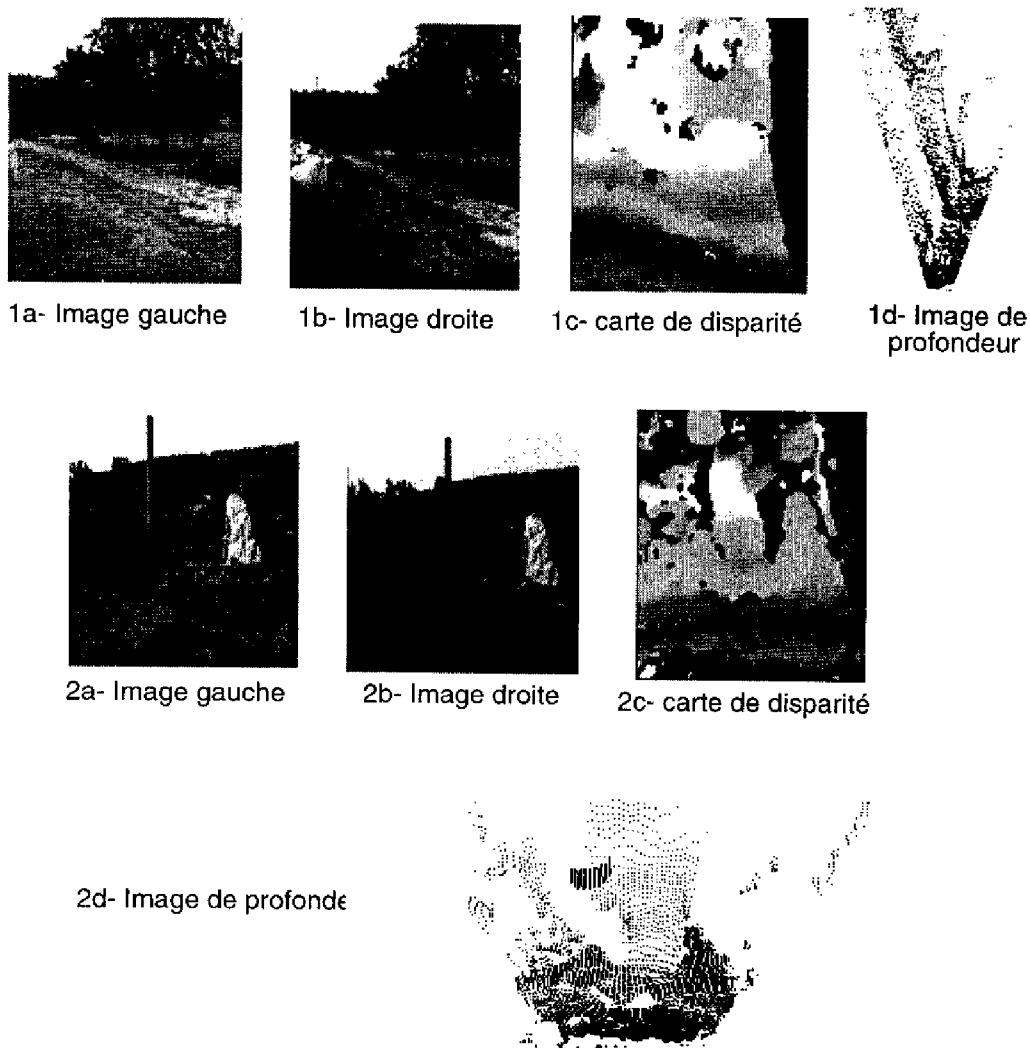 1a- Image gauche
1b- Image droite
1c- carte de disparité
1d- Image de
profondeur
2a- Image gauche
2b- Image droite
2c- carte de disparité
2d- Image de profonde